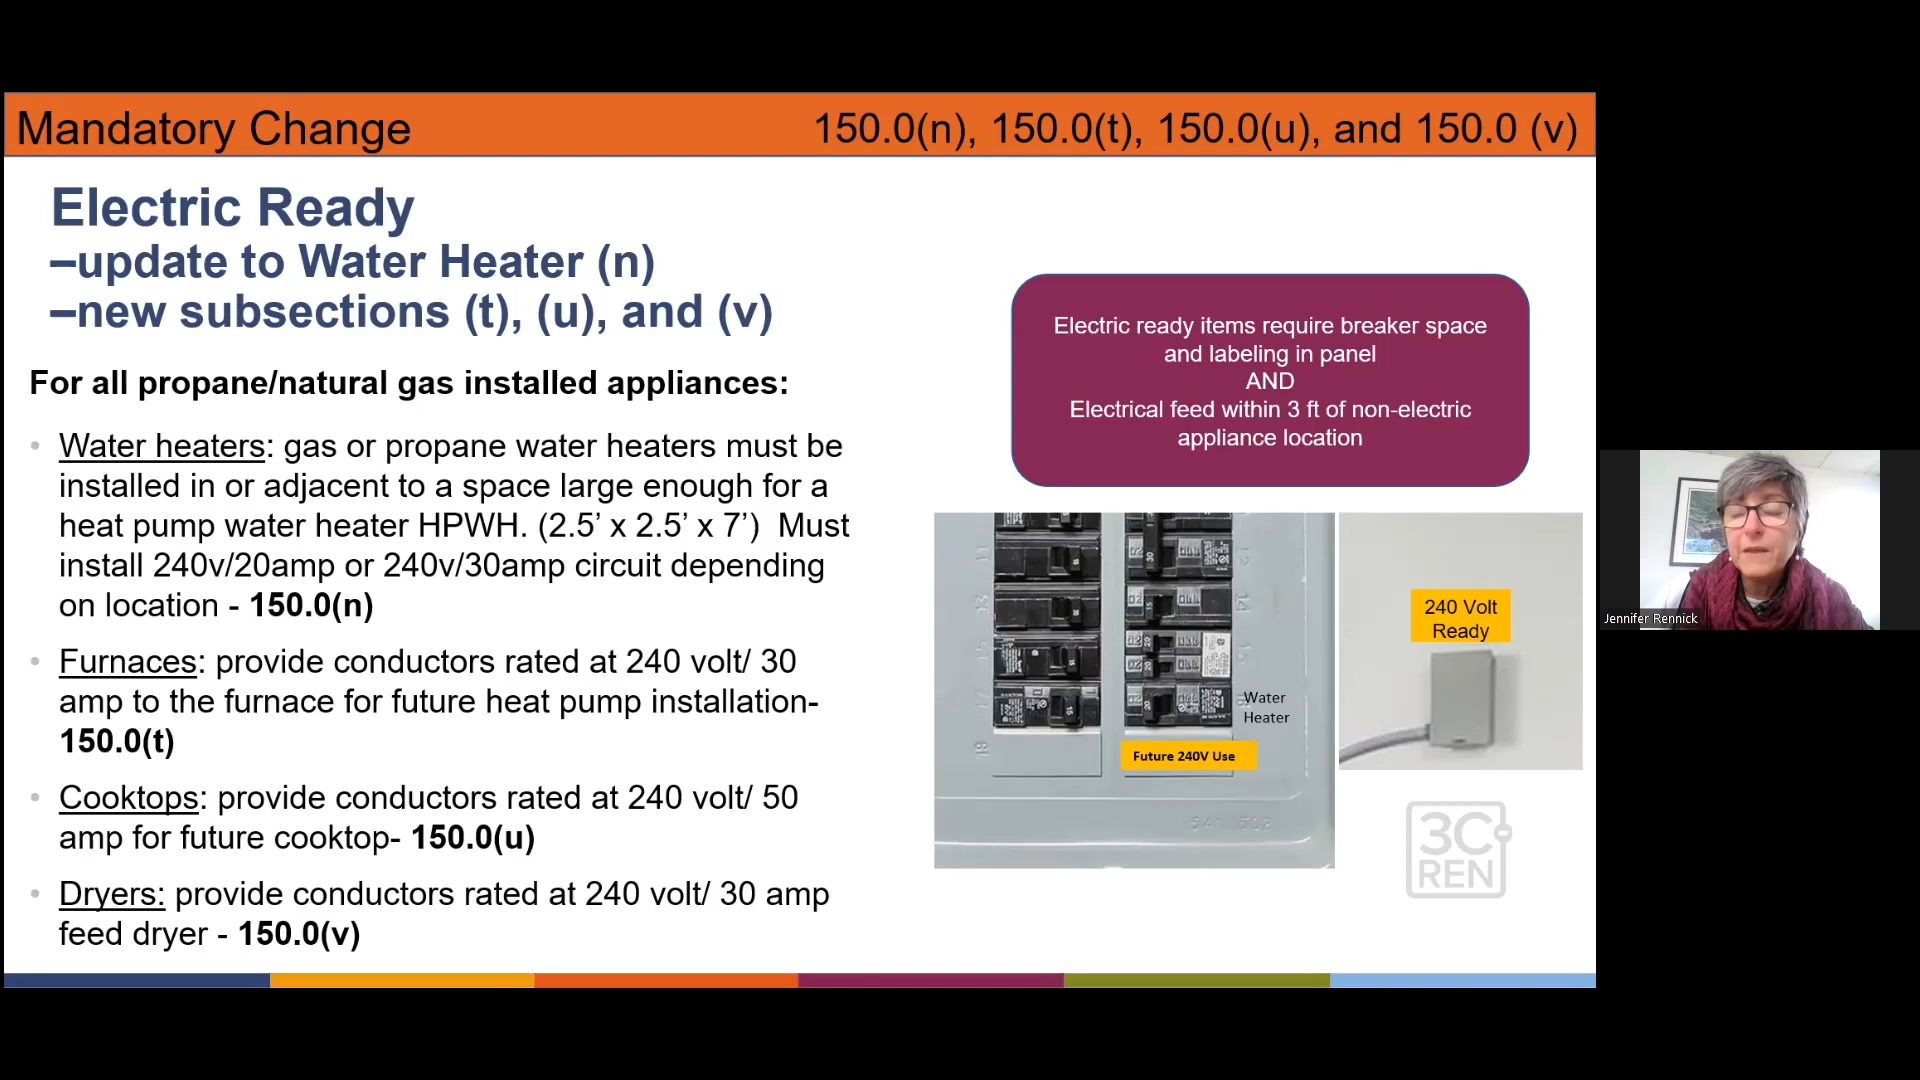 Mandatory Change
150.0(n), 150.0(t), 150.0(u), and 150.0 (v)
Electric Ready
–update to Water Heater (n)
–new subsections (t), (u), and (v)
For all propane/natural gas installed appliances:
• Water heaters: gas or propane water heaters must be
installed in or adjacent to a space large enough for a
heat pump water heater HPWH. (2.5’ x 2.5’ x 7’)  Must
install 240v/20amp or 240v/30amp circuit depending
on location - 150.0(n)
• Furnaces: provide conductors rated at 240 volt/ 30
amp to the furnace for future heat pump installation-
150.0(t)
• Cooktops: provide conductors rated at 240 volt/ 50
amp for future cooktop- 150.0(u)
• Dryers: provide conductors rated at 240 volt/ 30 amp
feed dryer - 150.0(v)
Electric ready items require breaker space
and labeling in panel
AND
Electrical feed within 3 ft of non-electric
appliance location
Water
Heater
Future 240V Use
240 Volt
Ready
3C-
REN
Jennifer Rennick